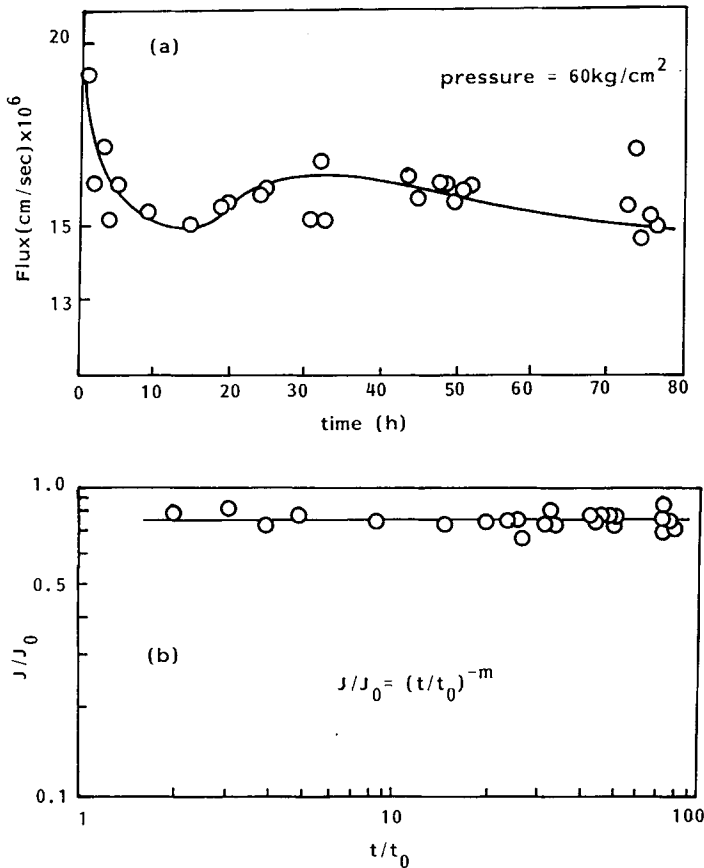 20
(a)
pressure = 60kg/cm²
Flux(cm/sec)x10⁶
15
13
0 10 20 30 40 50 60 70 80
time (h)
1.0
0.5
J/J₀
(b)
J/J₀= (t/t₀)⁻ᵐ
0.1
1 10 100
t/t₀